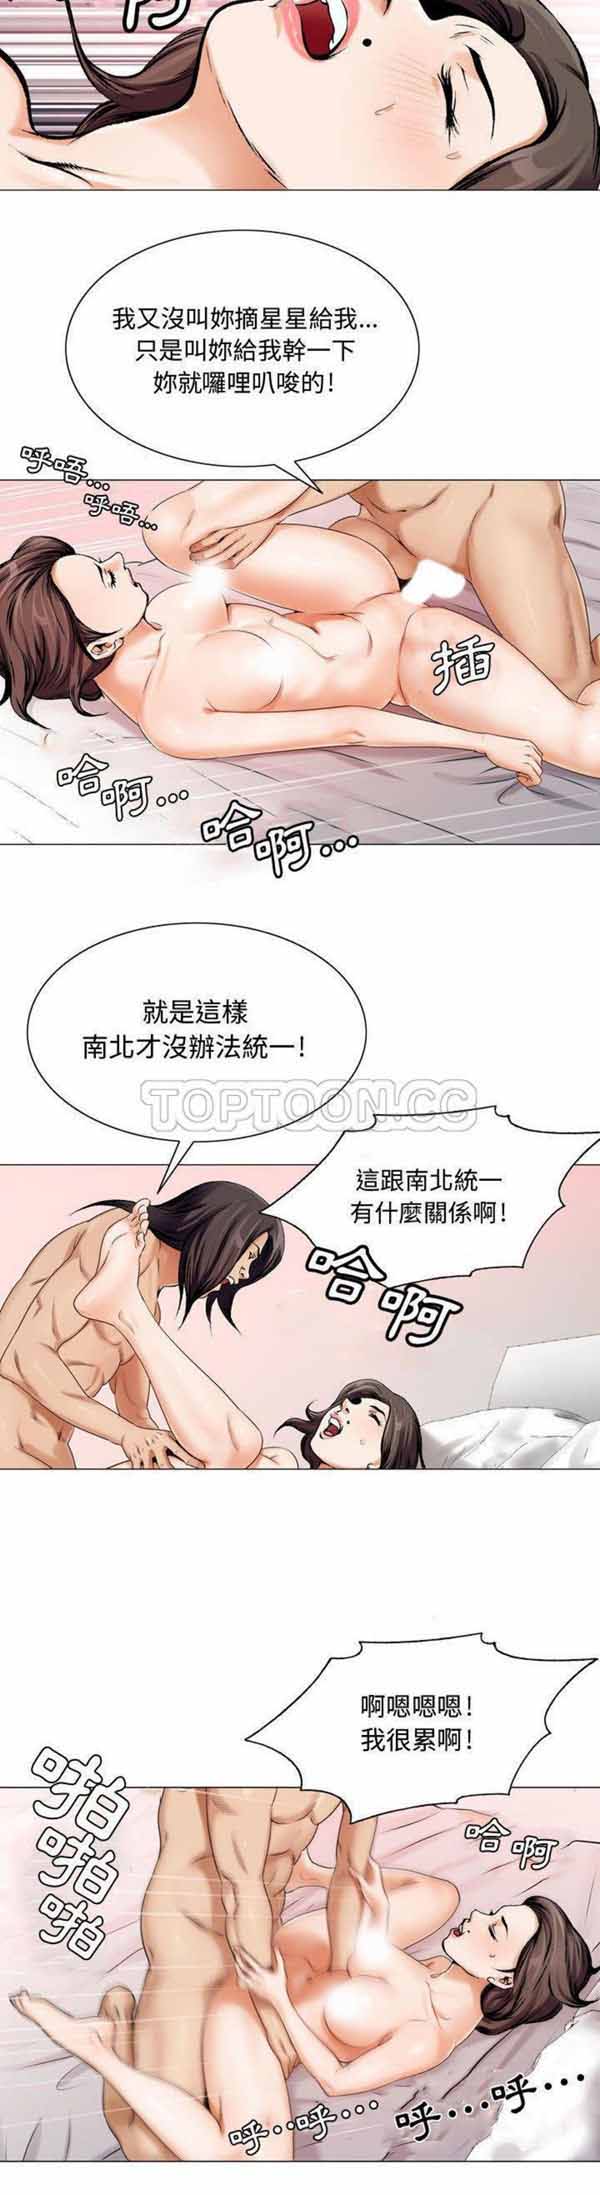 我又沒叫妳摘星星給我...
只是叫妳給我幹一下
妳就囉哩叭唆的!
呼唔...
呼唔...
插
哈啊...
哈啊...
就是這樣
南北才沒辦法統一!
TOPTOON.CC
這跟南北統一
有什麼關係啊!
哈啊
啊嗯嗯嗯!
我很累啊!
啪
啪
啪
哈啊
呼...呼...
呼...呼...